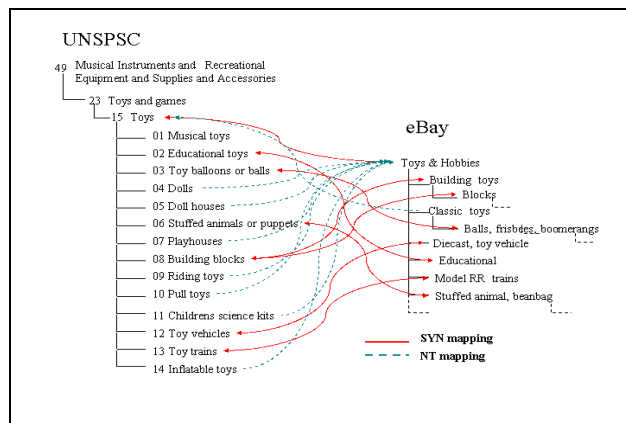 UNSPSC
49 Musical Instruments and Recreational
Equipment and Supplies and Accessories
23 Toys and games
15 Toys
01 Musical toys
02 Educational toys
03 Toy balloons or balls
04 Dolls
05 Doll houses
06 Stuffed animals or puppets
07 Playhouses
08 Building blocks
09 Riding toys
10 Pull toys
11 Childrens science kits
12 Toy vehicles
13 Toy trains
14 Inflatable toys
eBay
Toys & Hobbies
Building toys
Blocks
Classic toys
Balls, frisbees, boomerangs
Diecast, toy vehicle
Educational
Model RR trains
Stuffed animal, beanbag
SYN mapping
NT mapping